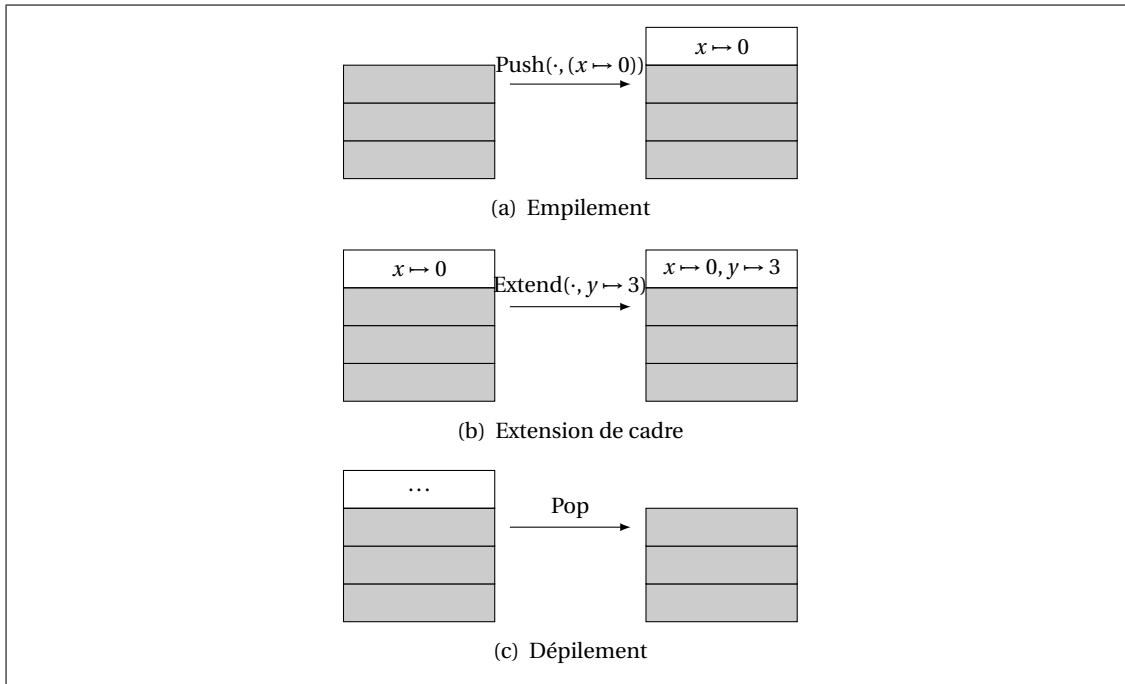 x ↦ 0
Push(·, (x ↦ 0))
(a) Empilement
x ↦ 0
Extend(·, y ↦ 3)
x ↦ 0, y ↦ 3
(b) Extension de cadre
...
Pop
(c) Dépilement